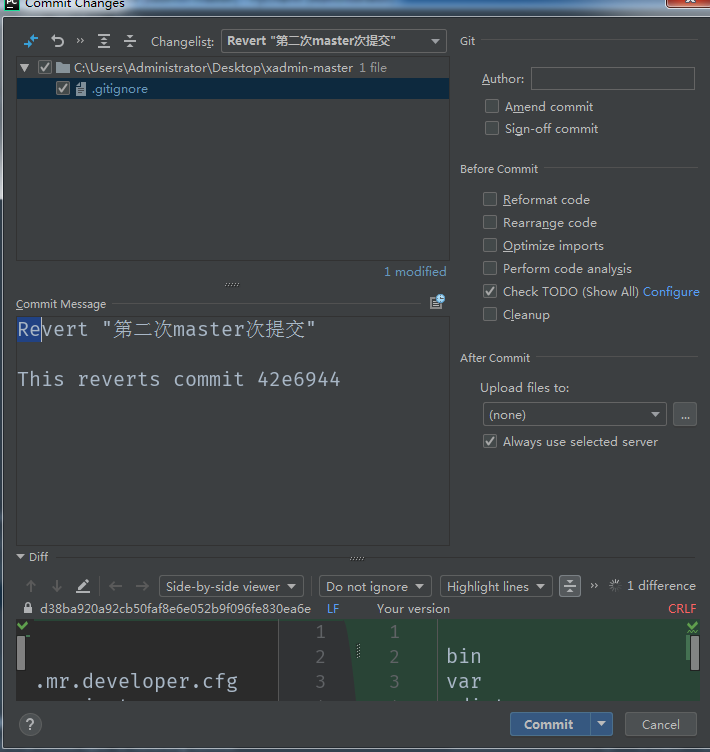 PC Commit Changes
Changelist: Revert "第二次master次提交"
C:\Users\Administrator\Desktop\xadmin-master 1 file
.gitignore
1 modified
Commit Message
Revert "第二次master次提交"
This reverts commit 42e6944
Git
Author:
Amend commit
Sign-off commit
Before Commit
Reformat code
Rearrange code
Optimize imports
Perform code analysis
Check TODO (Show All) Configure
Cleanup
After Commit
Upload files to:
(none)
...
Always use selected server
Diff
Side-by-side viewer
Do not ignore
Highlight lines
1 difference
d38ba920a92cb50faf8e6e052b9f096fe830ea6e LF Your version CRLF
1 1
2 2 bin
.mr.developer.cfg 3 3 var
? Commit Cancel